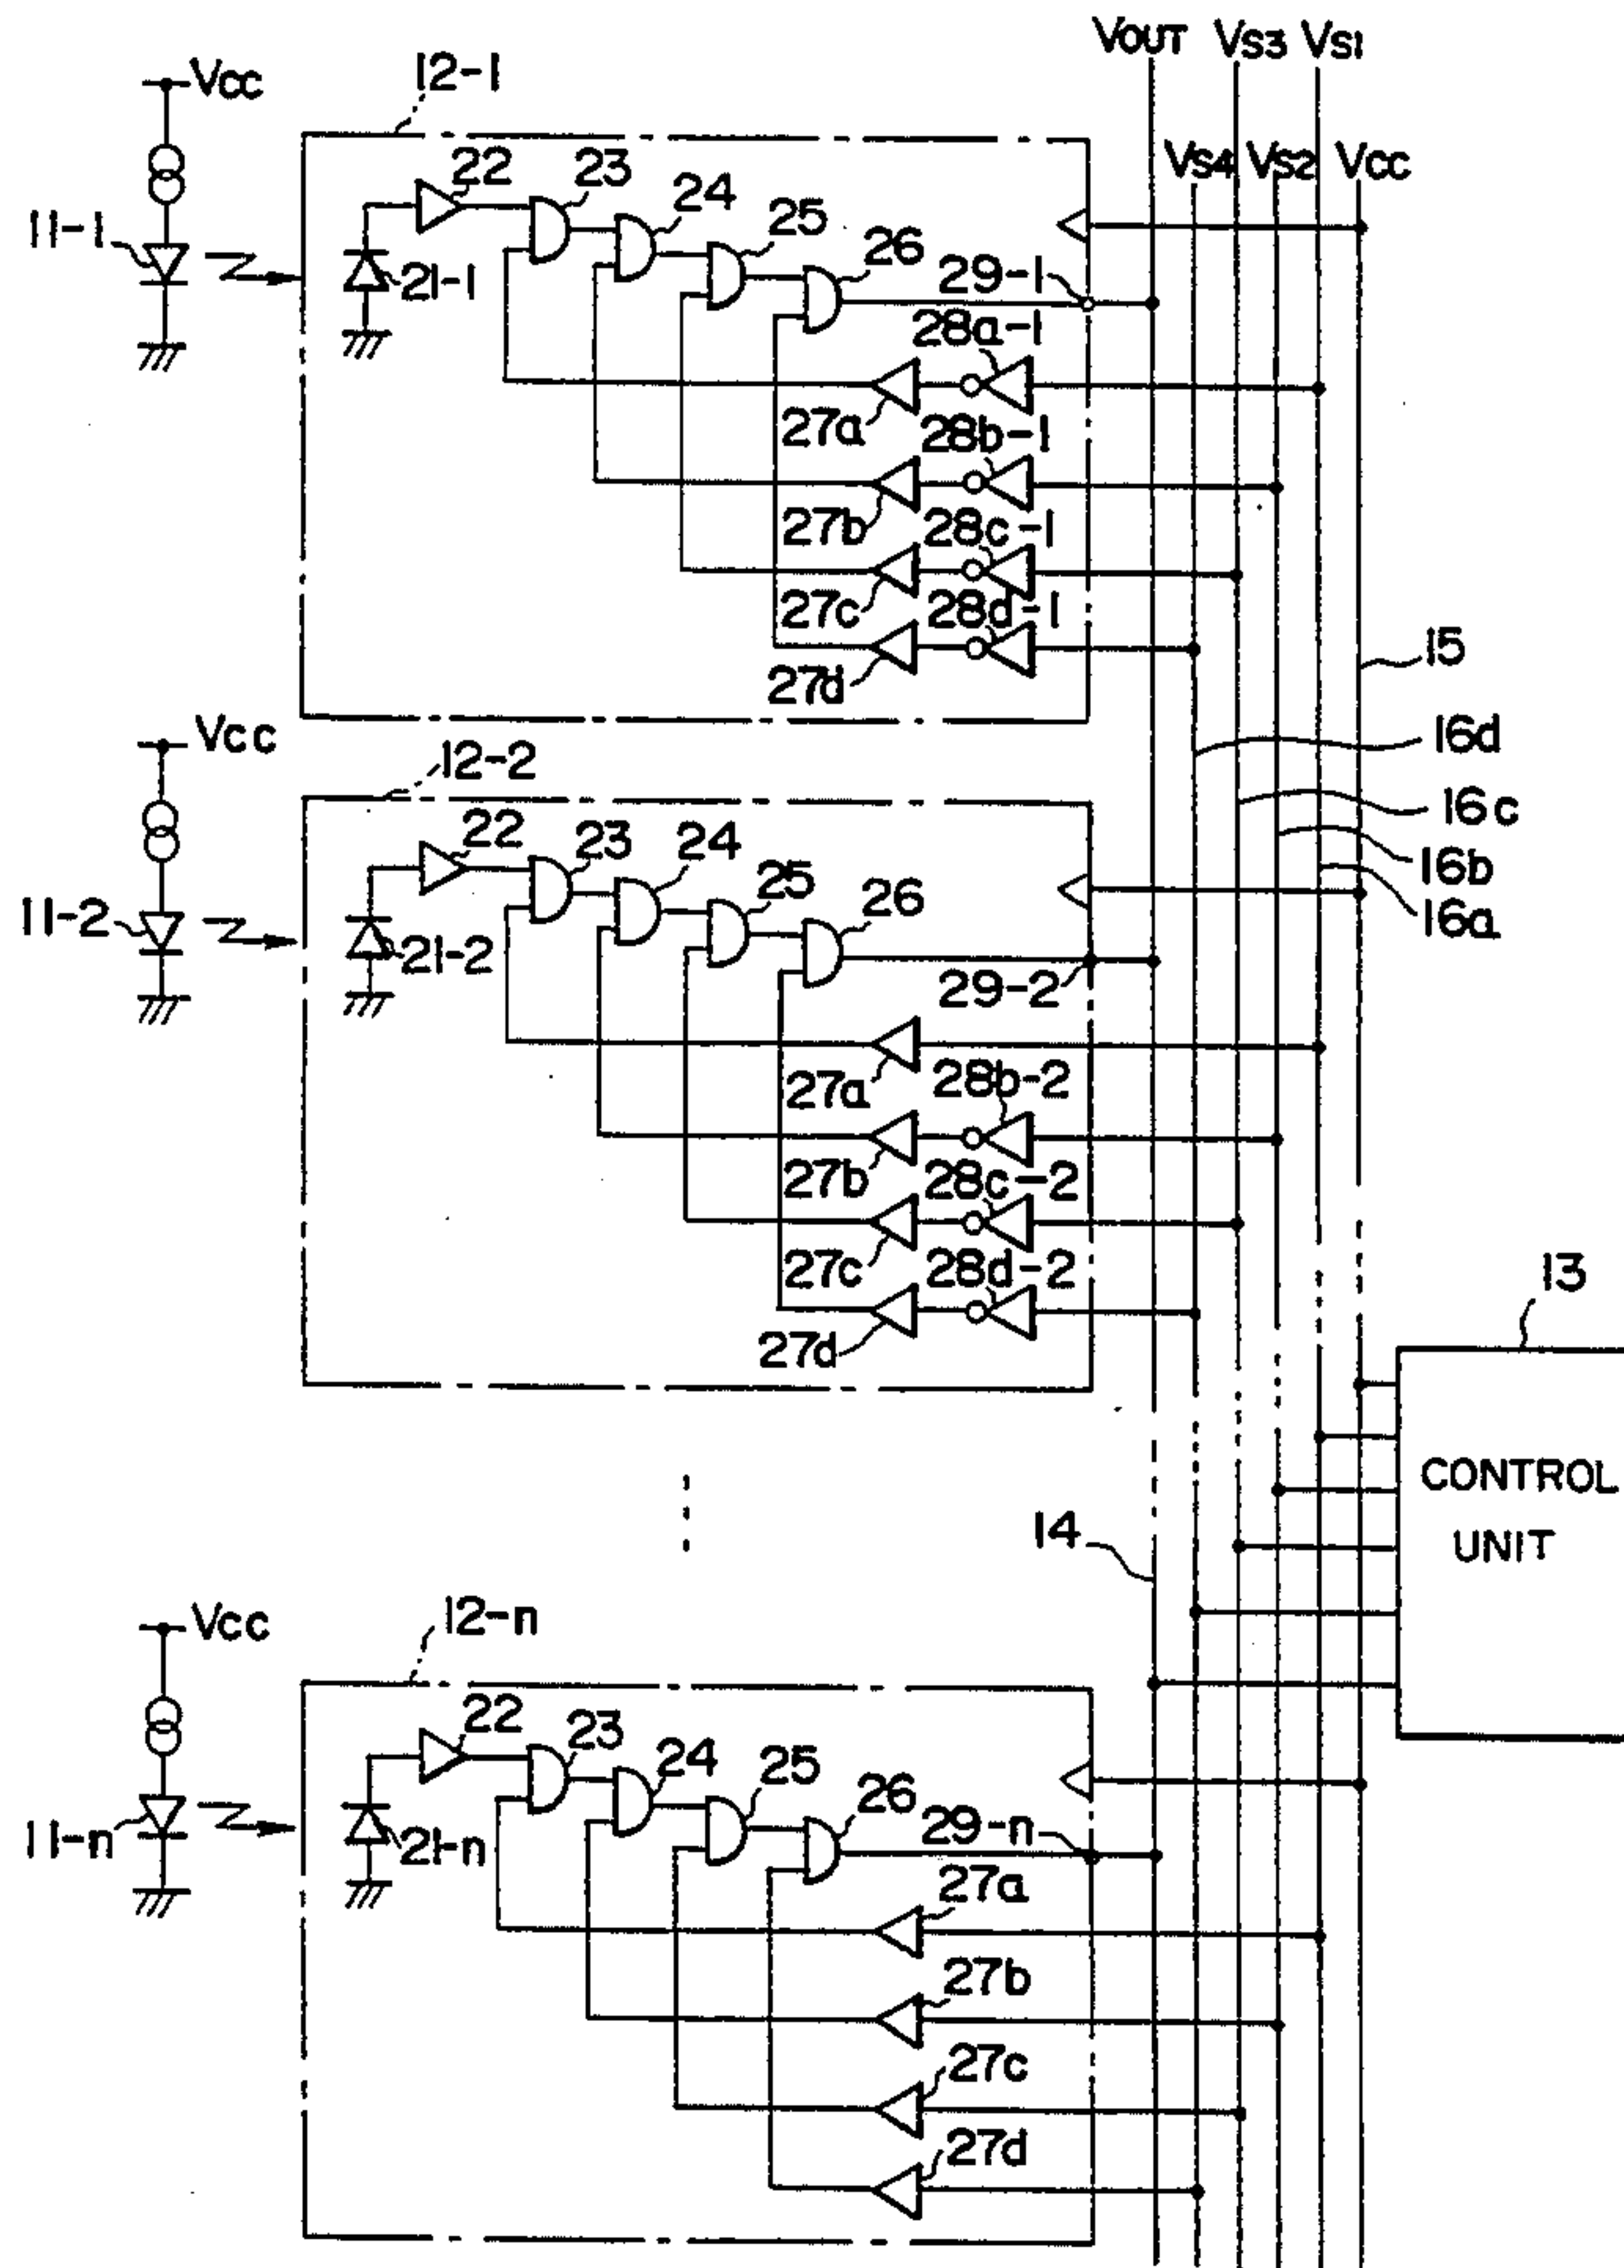 VOUT VS3 VS1
VS4 VS2 VCC
VCC
12-1
11-1
22
23
24
25
26
21-1
29-1
28a-1
27a
28b-1
27b
28c-1
27c
28d-1
27d
15
16d
16c
16b
16a
VCC
12-2
11-2
22
23
24
25
26
21-2
29-2
27a
28b-2
27b
28c-2
27c
28d-2
27d
13
CONTROL
UNIT
14
VCC
12-n
11-n
22
23
24
25
26
21-n
29-n
27a
27b
27c
27d